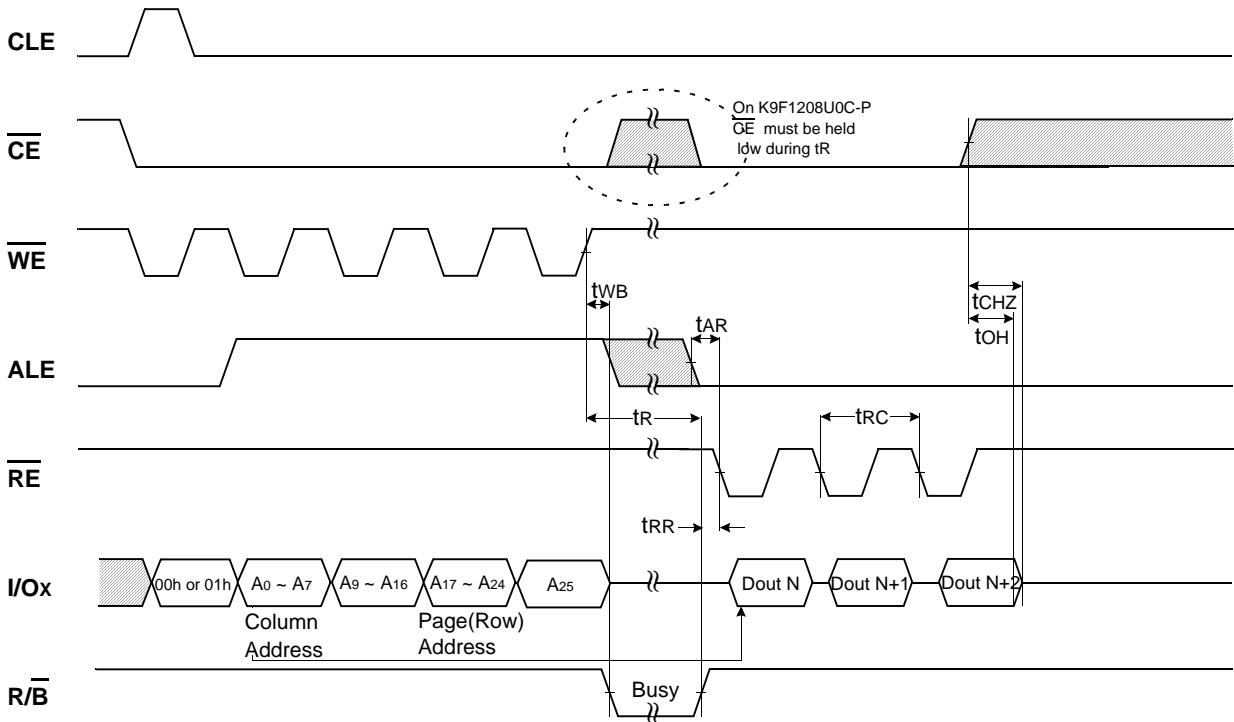 CLE
On K9F1208U0C-P
CE must be held
low during tR
CE
WE
tWB
tCHZ
tAR
tOH
ALE
tR
tRC
RE
tRR
I/Ox
00h or 01h
A0 ~ A7
A9 ~ A16
A17 ~ A24
A25
Dout N
Dout N+1
Dout N+2
Column
Address
Page(Row)
Address
R/B
Busy